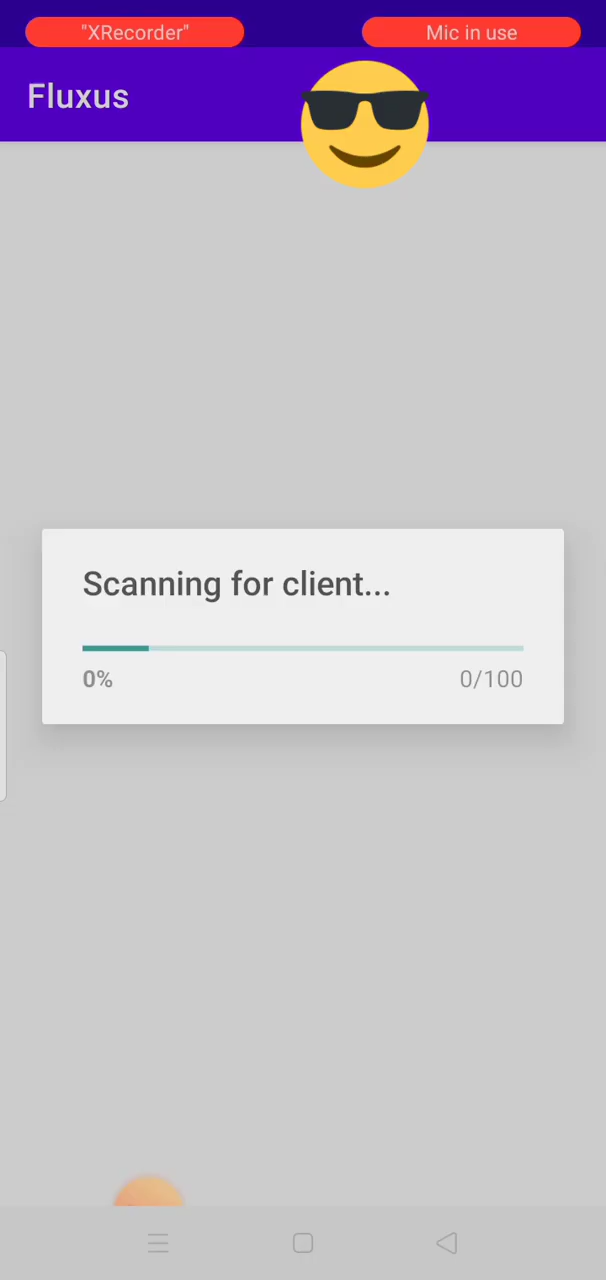 "XRecorder"
Mic in use
Fluxus
Scanning for client...
0%
0/100